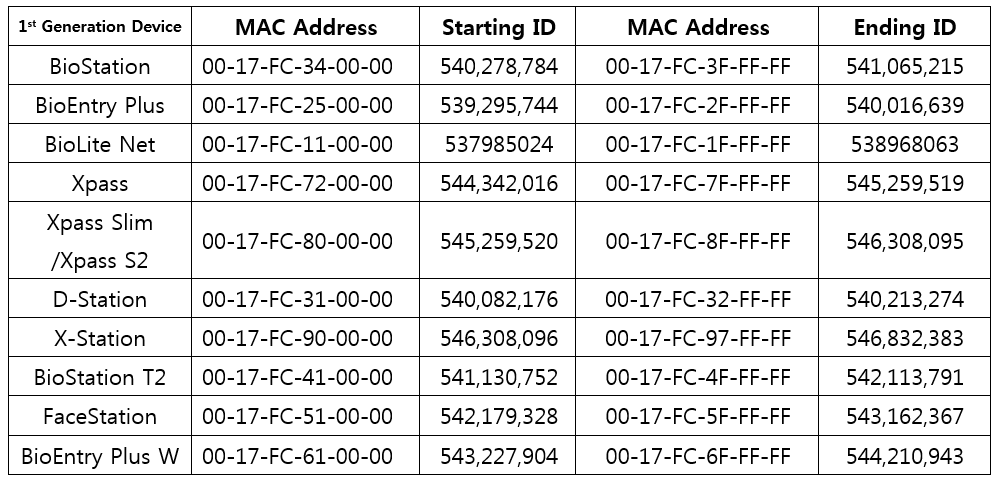 1st Generation Device MAC Address Starting ID MAC Address Ending ID
BioStation 00-17-FC-34-00-00 540,278,784 00-17-FC-3F-FF-FF 541,065,215
BioEntry Plus 00-17-FC-25-00-00 539,295,744 00-17-FC-2F-FF-FF 540,016,639
BioLite Net 00-17-FC-11-00-00 537985024 00-17-FC-1F-FF-FF 538968063
Xpass 00-17-FC-72-00-00 544,342,016 00-17-FC-7F-FF-FF 545,259,519
Xpass Slim
/Xpass S2 00-17-FC-80-00-00 545,259,520 00-17-FC-8F-FF-FF 546,308,095
D-Station 00-17-FC-31-00-00 540,082,176 00-17-FC-32-FF-FF 540,213,274
X-Station 00-17-FC-90-00-00 546,308,096 00-17-FC-97-FF-FF 546,832,383
BioStation T2 00-17-FC-41-00-00 541,130,752 00-17-FC-4F-FF-FF 542,113,791
FaceStation 00-17-FC-51-00-00 542,179,328 00-17-FC-5F-FF-FF 543,162,367
BioEntry Plus W 00-17-FC-61-00-00 543,227,904 00-17-FC-6F-FF-FF 544,210,943